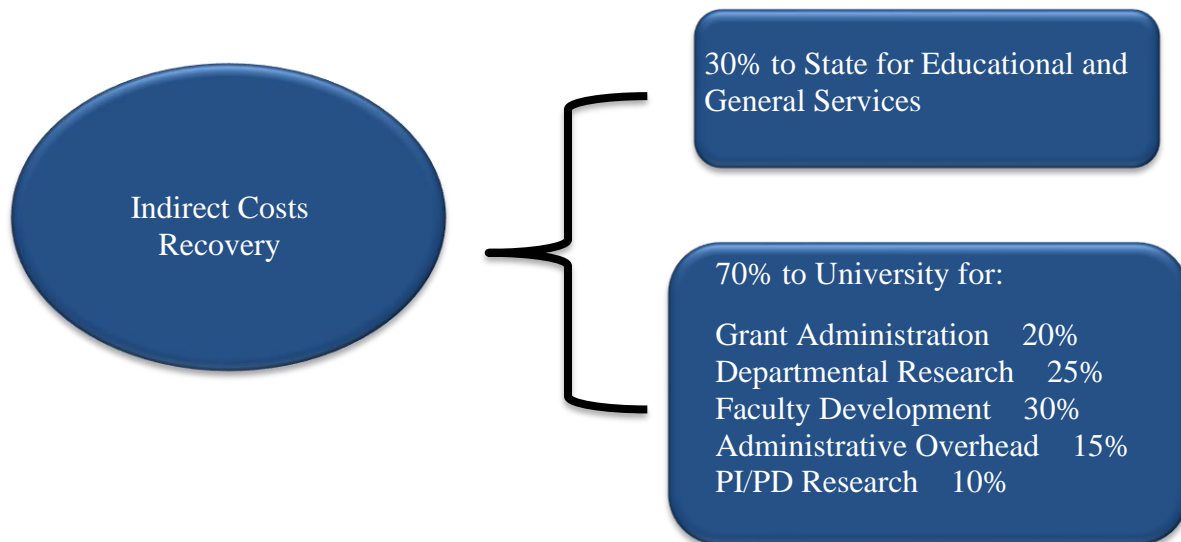 Indirect Costs
Recovery
30% to State for Educational and
General Services
70% to University for:
Grant Administration 20%
Departmental Research 25%
Faculty Development 30%
Administrative Overhead 15%
PI/PD Research 10%